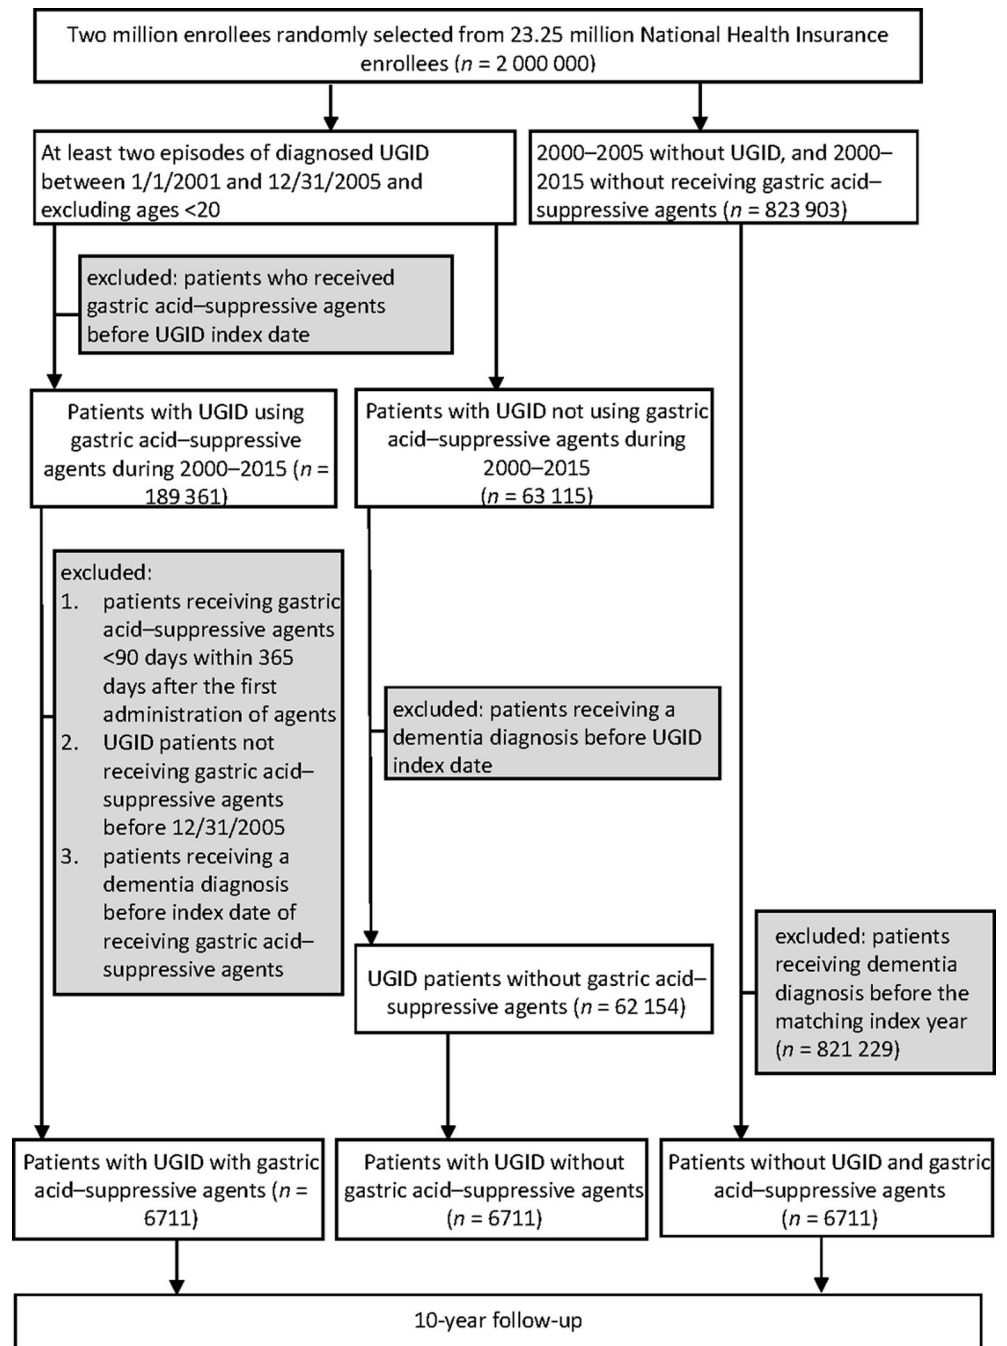 Two million enrollees randomly selected from 23.25 million National Health Insurance
enrollees (n = 2 000 000)
At least two episodes of diagnosed UGID
between 1/1/2001 and 12/31/2005 and
excluding ages <20
2000–2005 without UGID, and 2000–
2015 without receiving gastric acid–
suppressive agents (n = 823 903)
excluded: patients who received
gastric acid–suppressive agents
before UGID index date
Patients with UGID using
gastric acid–suppressive
agents during 2000–2015 (n =
189 361)
Patients with UGID not using gastric
acid–suppressive agents during
2000–2015
(n = 63 115)
excluded:
1. patients receiving gastric
acid–suppressive agents
<90 days within 365
days after the first
administration of agents
2. UGID patients not
receiving gastric acid–
suppressive agents
before 12/31/2005
3. patients receiving a
dementia diagnosis
before index date of
receiving gastric acid–
suppressive agents
excluded: patients receiving a
dementia diagnosis before UGID
index date
UGID patients without gastric acid–
suppressive agents (n = 62 154)
excluded: patients
receiving dementia
diagnosis before the
matching index year
(n = 821 229)
Patients with UGID with gastric
acid–suppressive agents (n =
6711)
Patients with UGID without
gastric acid–suppressive agents
(n = 6711)
Patients without UGID and gastric
acid–suppressive agents
(n = 6711)
10-year follow-up